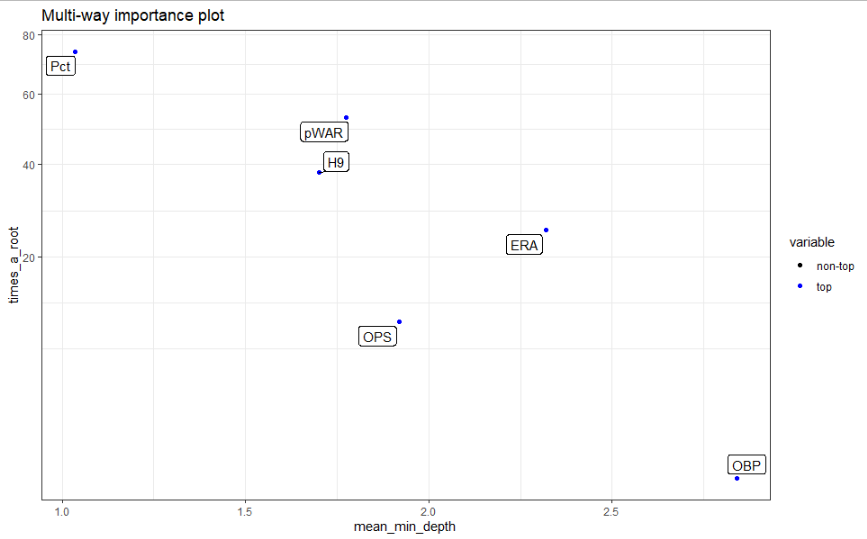 Multi-way importance plot
80
60
40
20
times_a_root
Pct
pWAR
H9
ERA
OPS
OBP
1.0 1.5 2.0 2.5
mean_min_depth
variable
non-top
top